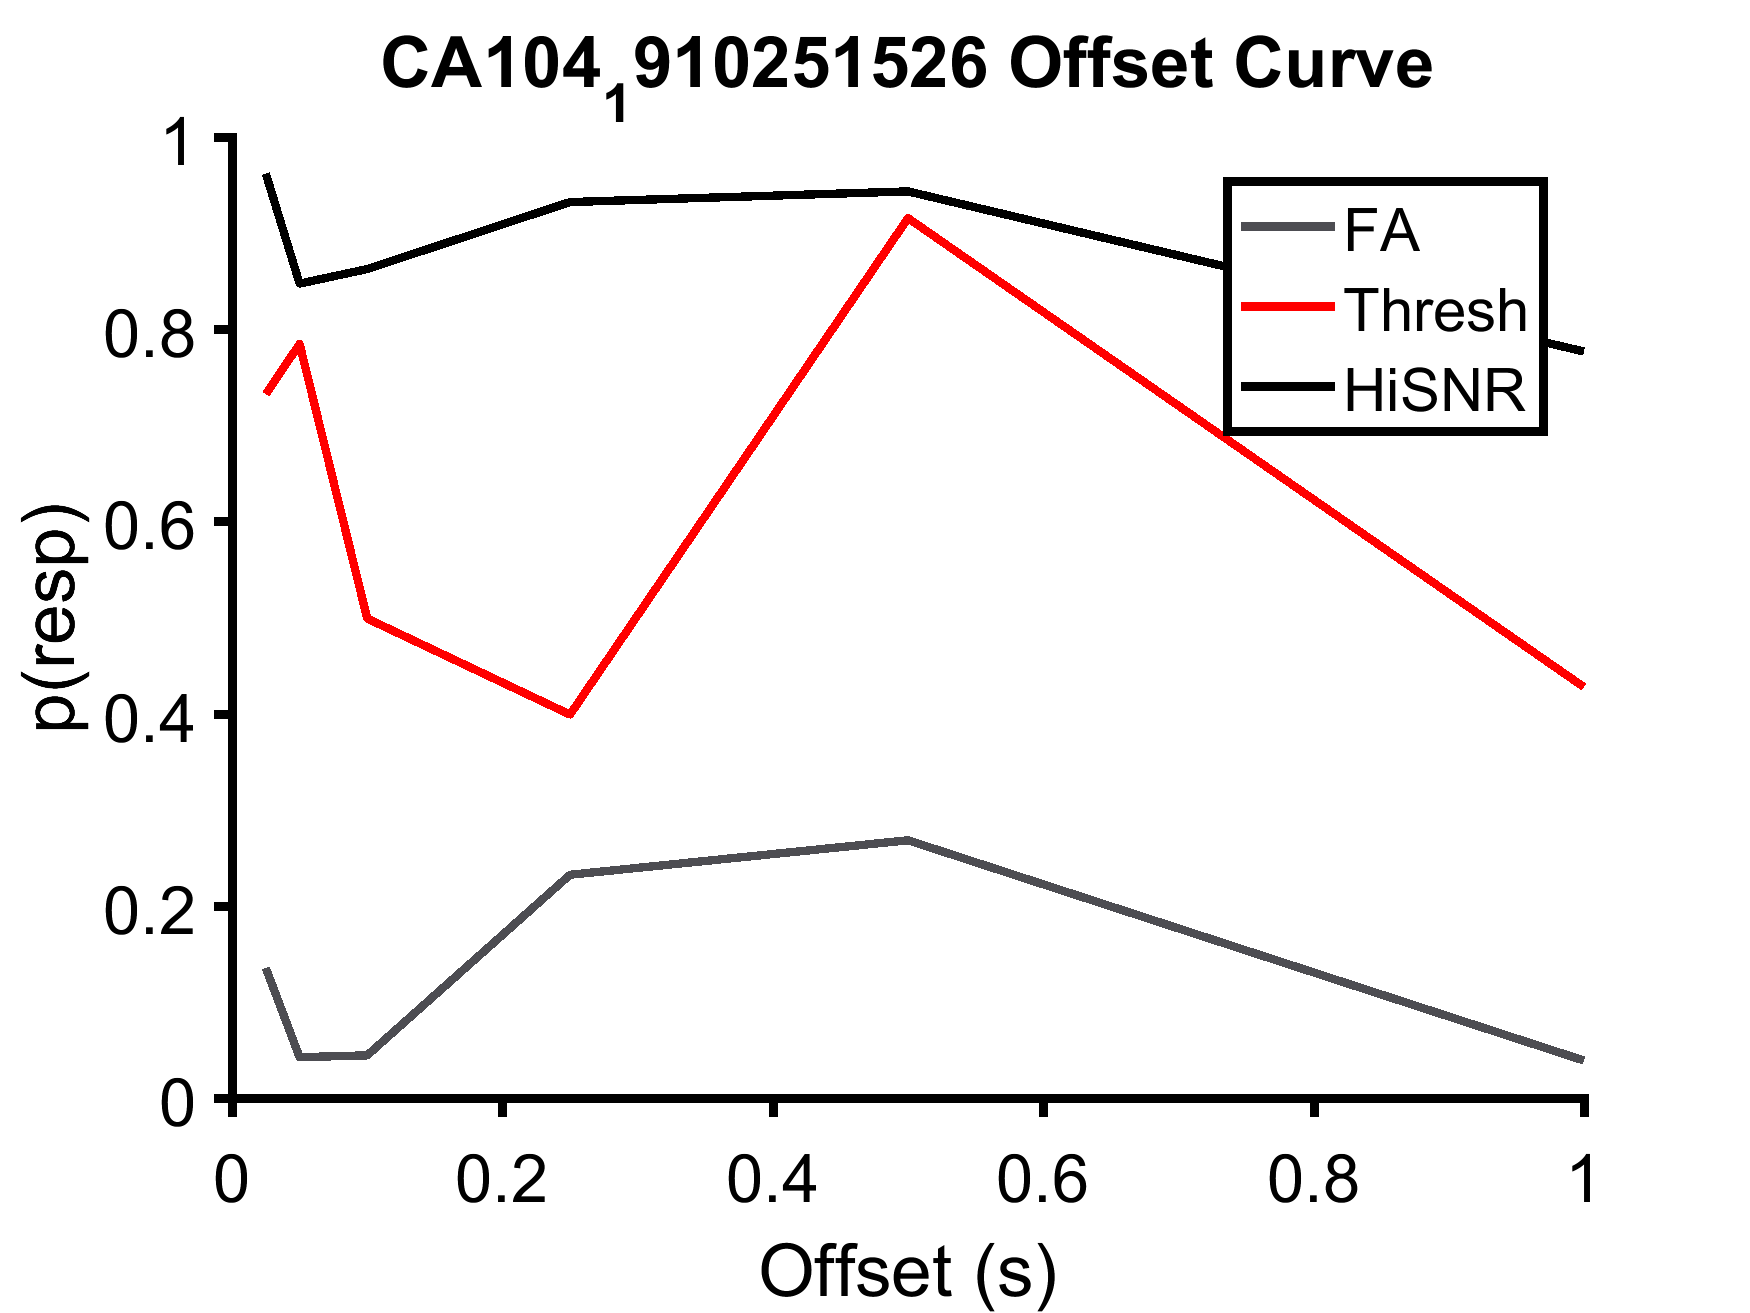 CA104₁910251526 Offset Curve
1
0.8
0.6
0.4
0.2
0
p(resp)
FA
Thresh
HiSNR
0 0.2 0.4 0.6 0.8 1
Offset (s)